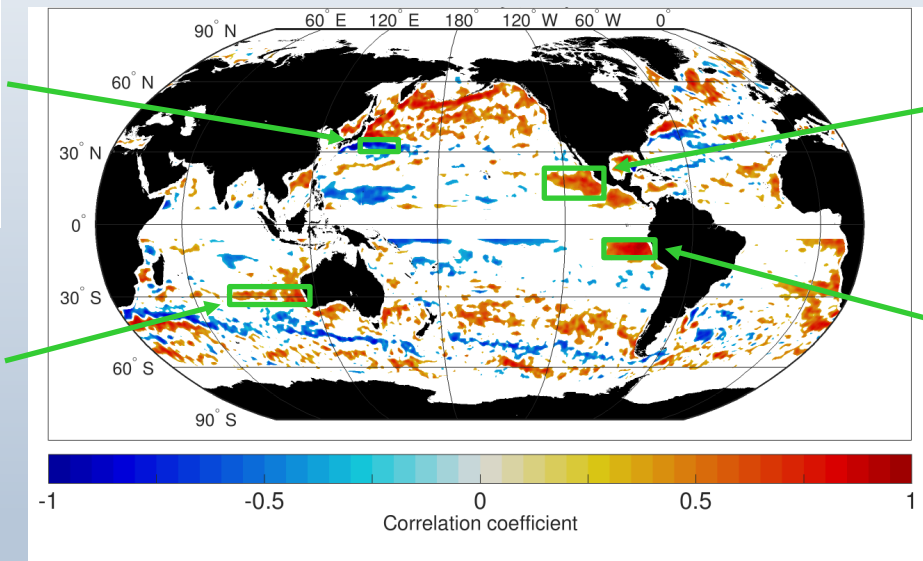 60° E 120° E 180° 120° W 60° W 0°
90° N
60° N
30° N
0°
30° S
60° S
90° S
-1 -0.5 0 0.5 1
Correlation coefficient